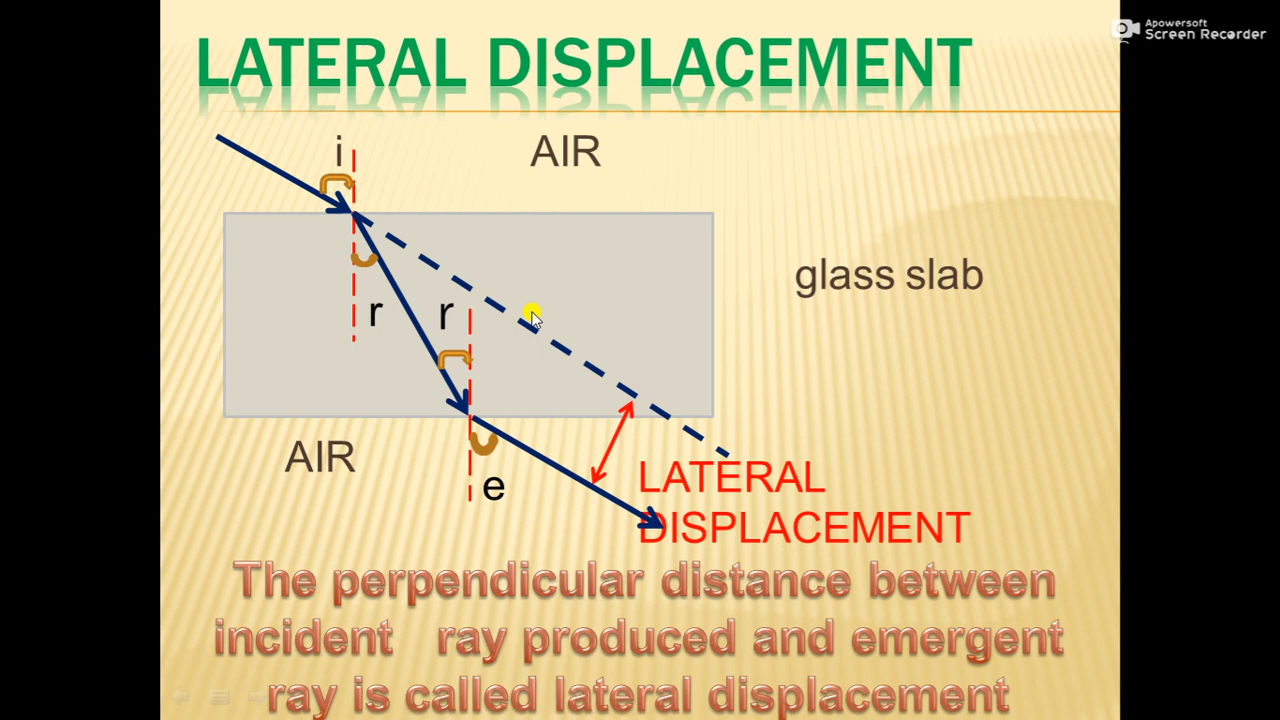 Apowersoft
Screen Recorder
LATERAL DISPLACEMENT
i
AIR
glass slab
r
r
AIR
e
LATERAL
DISPLACEMENT
The perpendicular distance between
incident ray produced and emergent
ray is called lateral displacement